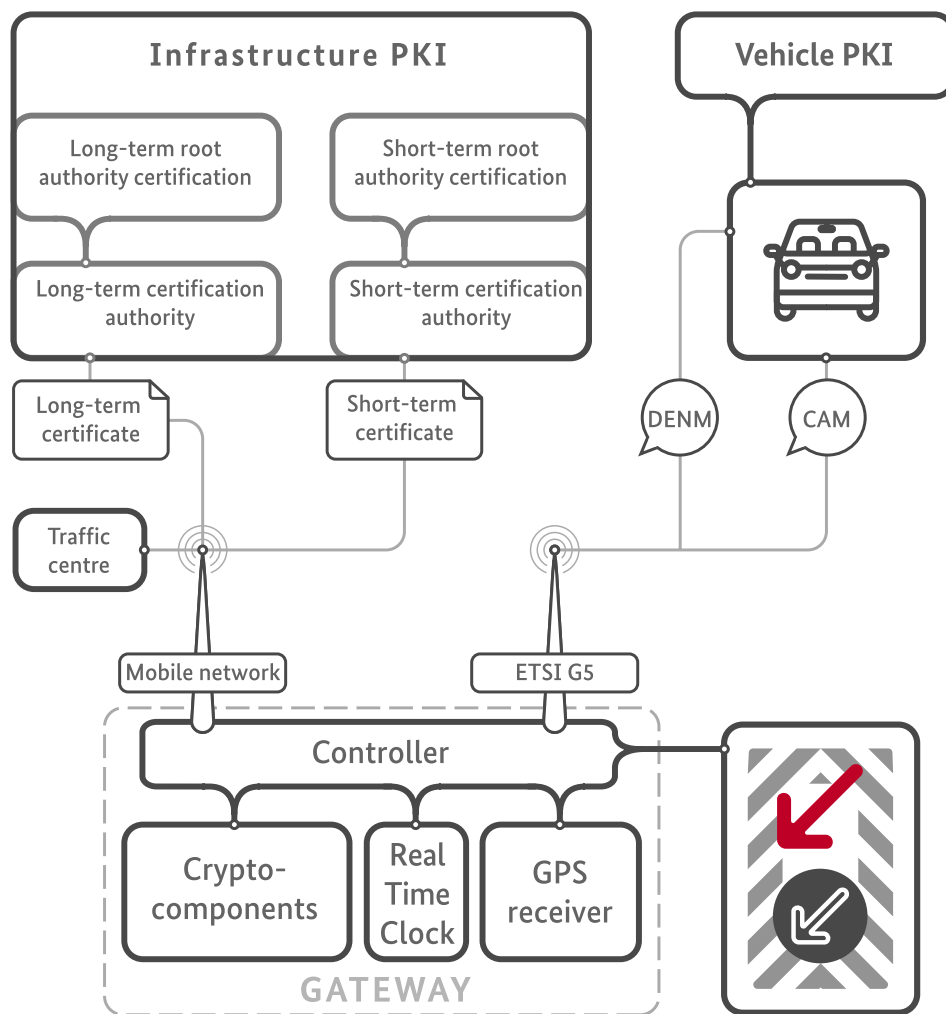 Infrastructure PKI
Vehicle PKI
Long-term root
authority certification
Short-term root
authority certification
Long-term certification
authority
Short-term certification
authority
Long-term
certificate
Short-term
certificate
DENM
CAM
Traffic
centre
Mobile network
ETSI G5
Controller
Crypto-
components
Real
Time
Clock
GPS
receiver
GATEWAY